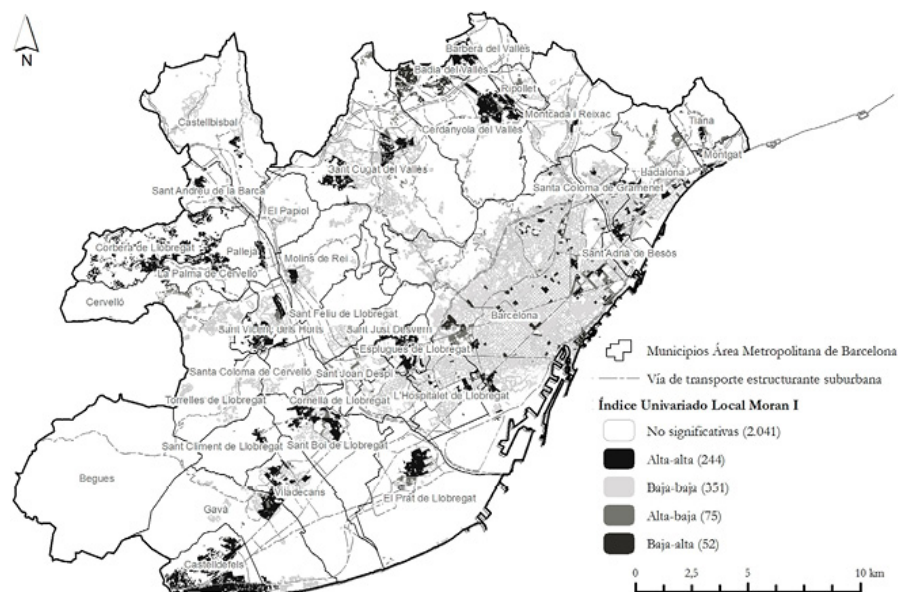 N
Barberà del Vallès
Badia del Vallès
Ripollet
Castellbisbal
Montcada i Reixac
Tiana
Cerdanyola del Vallès
Montgat
Sant Cugat del Vallès
Badalona
Sant Andreu de la Barca
Santa Coloma de Gramenet
El Papiol
Corbera de Llobregat
Pallejà
Sant Adrià de Besòs
Molins de Rei
La Palma de Cervelló
Cervelló
Sant Feliu de Llobregat
Barcelona
Sant Vicenç dels Horts
Sant Just Desvern
Esplugues de Llobregat
Santa Coloma de Cervelló
Sant Joan Despí
Torrelles de Llobregat
Cornellà de Llobregat
L'Hospitalet de Llobregat
Sant Climent de Llobregat
Sant Boi de Llobregat
Begues
Viladecans
El Prat de Llobregat
Gavà
Castelldefels
Municipios Área Metropolitana de Barcelona
Vía de transporte estructurante suburbana
Índice Univariado Local Moran I
No significativas (2.041)
Alta-alta (244)
Baja-baja (351)
Alta-baja (75)
Baja-alta (52)
0 2,5 5 10 km